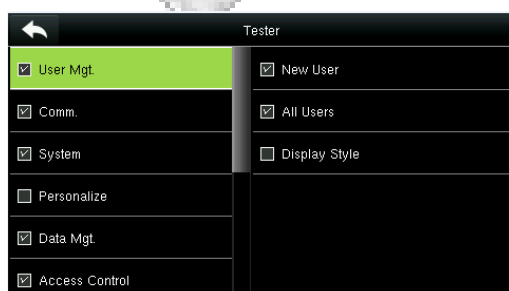 Tester
User Mgt.
New User
Comm.
All Users
System
Display Style
Personalize
Data Mgt.
Access Control